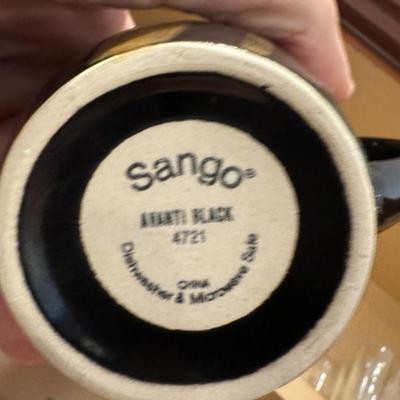 Sango®
AVANTI BLACK
4721
CHINA
Dishwasher & Microwave Safe